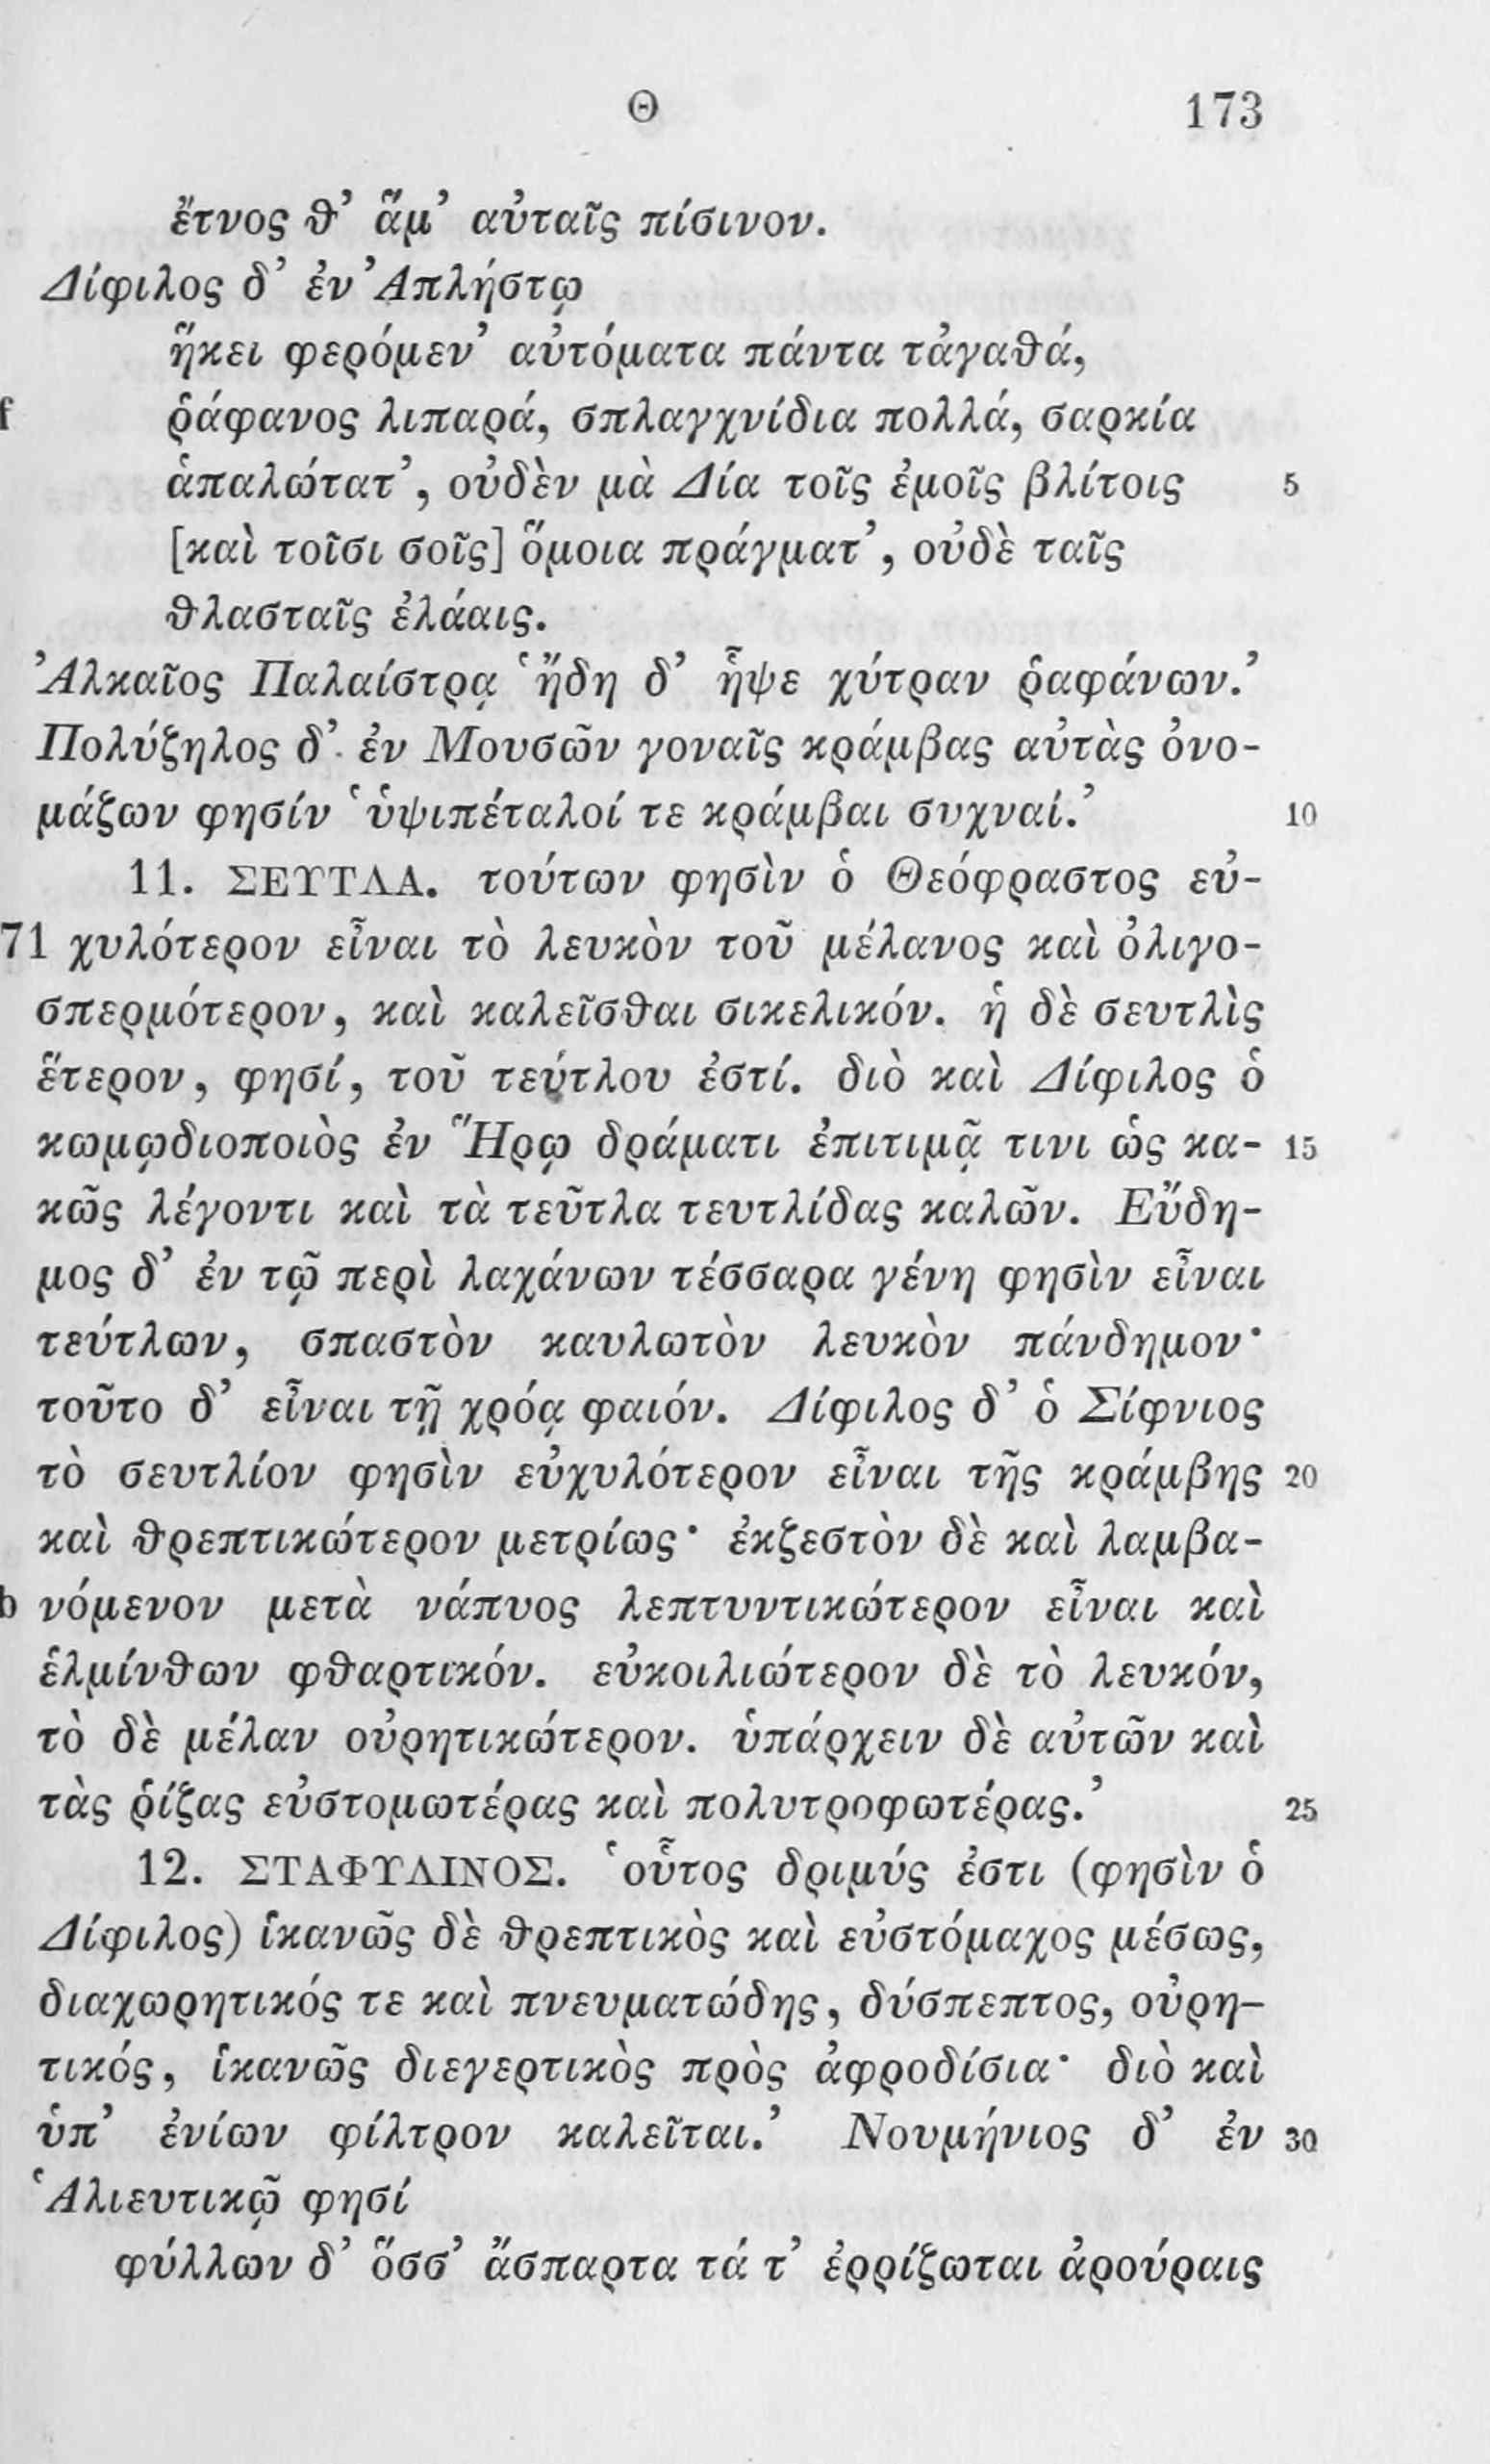 Θ 173
ἔτνος θ’ ἅμ’ αὐταῖς πίσινον.
Δίφιλος δ’ ἐν Ἀπλήστῳ
ἥκει φερόμεν’ αὐτόματα πάντα τἀγαθά,
f ῥάφανος λιπαρά, σπλαγχνίδια πολλά, σαρκία
ἁπαλώτατ’, οὐδὲν μὰ Δία τοῖς ἐμοῖς βλίτοις 5
[καὶ τοῖσι σοῖς] ὅμοια πράγματ’, οὐδὲ ταῖς
θλασταῖς ἐλάαις.
Ἀλκαῖος Παλαίστρᾳ ‘ἤδη δ’ ἧψε χύτραν ῥαφάνων.’
Πολύζηλος δ’ ἐν Μουσῶν γοναῖς κράμβας αὐτὰς ὀνο-
μάζων φησίν ‘ὑψιπέταλοί τε κράμβαι συχναί.’ 10
11. ΣΕΥΤΛΑ. τούτων φησὶν ὁ Θεόφραστος εὐ-
71 χυλότερον εἶναι τὸ λευκὸν τοῦ μέλανος καὶ ὀλιγο-
σπερμότερον, καὶ καλεῖσθαι σικελικόν. ἡ δὲ σευτλὶς
ἕτερον, φησί, τοῦ τεύτλου ἐστί. διὸ καὶ Δίφιλος ὁ
κωμῳδιοποιὸς ἐν Ἥρῳ δράματι ἐπιτιμᾷ τινι ὡς κα- 15
κῶς λέγοντι καὶ τὰ τεῦτλα τευτλίδας καλῶν. Εὔδη-
μος δ’ ἐν τῷ περὶ λαχάνων τέσσαρα γένη φησὶν εἶναι
τεύτλων, σπαστὸν καυλωτὸν λευκὸν πάνδημον·
τοῦτο δ’ εἶναι τῇ χρόᾳ φαιόν. Δίφιλος δ’ ὁ Σίφνιος
τὸ σευτλίον φησὶν εὐχυλότερον εἶναι τῆς κράμβης 20
καὶ θρεπτικώτερον μετρίως· ἐκζεστὸν δὲ καὶ λαμβα-
b νόμενον μετὰ νάπυος λεπτυντικώτερον εἶναι καὶ
ἑλμίνθων φθαρτικόν. εὐκοιλιώτερον δὲ τὸ λευκόν,
τὸ δὲ μέλαν οὐρητικώτερον. ὑπάρχειν δὲ αὐτῶν καὶ
τὰς ῥίζας εὐστομωτέρας καὶ πολυτροφωτέρας.’ 25
12. ΣΤΑΦΥΛΙΝΟΣ. ‘οὗτος δριμύς ἐστι (φησὶν ὁ
Δίφιλος) ἱκανῶς δὲ θρεπτικὸς καὶ εὐστόμαχος μέσως,
διαχωρητικός τε καὶ πνευματώδης, δύσπεπτος, οὐρη-
τικός, ἱκανῶς διεγερτικὸς πρὸς ἀφροδίσια· διὸ καὶ
ὑπ’ ἐνίων φίλτρον καλεῖται.’ Νουμήνιος δ’ ἐν 30
Ἁλιευτικῷ φησί
φύλλων δ’ ὅσσ’ ἄσπαρτα τά τ’ ἐρρίζωται ἀρούραις